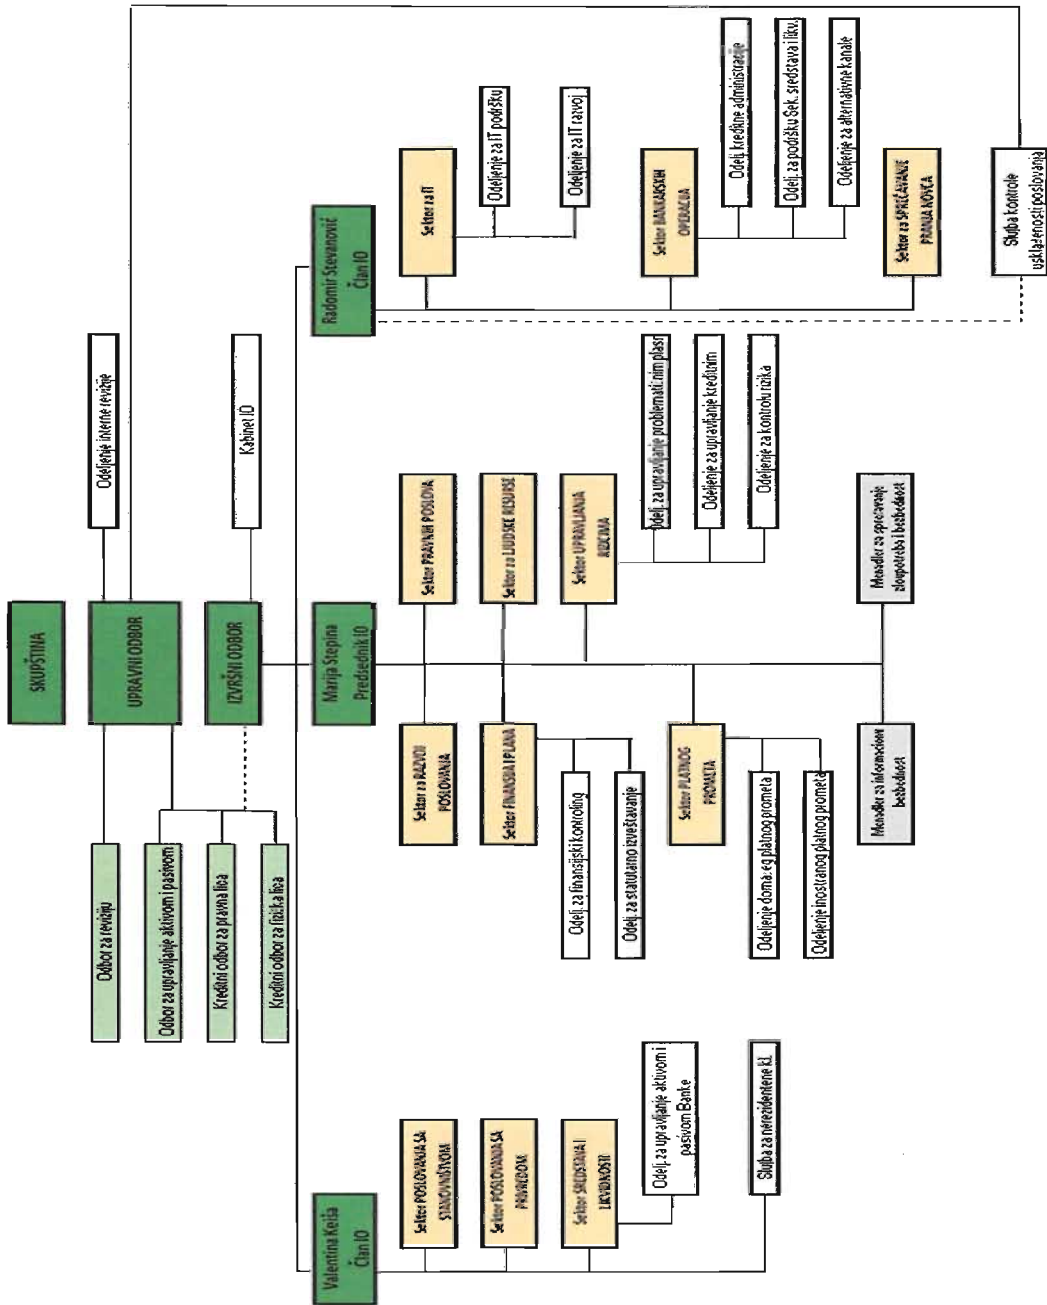 SKUPŠTINA
UPRAVNI ODBOR
IZVRŠNI ODBOR
Odeljenje interne revizije
Kabinet IO
Odbor za reviziju
Odbor za upravljanje aktivom i pasivom
Kreditni odbor za pravna lica
Kreditni odbor za fizička lica
Valentina Keiša
Član IO
Marija Stepina
Predsednik IO
Radomir Stevanović
Član IO
Sektor POSLOVANJA SA
STANOVNIŠTVOM
Sektor POSLOVANJA SA
PRIVREDOM
Sektor SREDSTAVA I
LIKVIDNOSTI
Odelj. za upravljanje aktivom i
pasivom Banke
Služba za nerezidentene kl.
Sektor za RAZVOJ
POSLOVANJA
Sektor FINANSIJA I PLANA
Odelj. za finansijski kontroling
Odelj. za statutarno izveštavanje
Sektor PLATNOG
PROMETA
Odeljenje domaćeg platnog prometa
Odeljenje inostranog platnog prometa
Menadžer za informacionu
bezbednost
Sektor PRAVNIH POSLOVA
Sektor za LJUDSKE RESURSE
Sektor UPRAVLJANJA
RIZICIMA
Odelj. za upravljanje problematičnim plasr
Odeljenje za upravljanje kreditnim
Odeljenje za kontrolu rizika
Menadžer za sprečavanje
zloupotreba i bezbednost
Sektor za IT
Odeljenje za IT podršku
Odeljenje za IT razvoj
Sektor BANKARSKIH
OPERACIJA
Odelj. kreditne administracije
Odelj. za podršku Sek. sredstava i likv.
Odeljenje za alternativne kanale
Sektor za SPREČAVANJE
PRANJA NOVCA
Služba kontrole
usklađenosti poslovanja